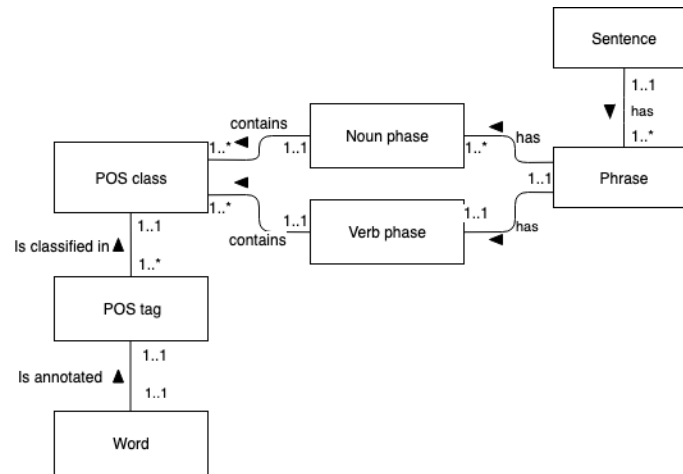 Sentence
1..1
has
1..*
contains
Noun phase
has
1..*
1..1
1..*
POS class
1..1
Phrase
1..*
1..1
Verb phase
1..1
contains
has
1..1
Is classified in
1..*
POS tag
1..1
Is annotated
1..1
Word